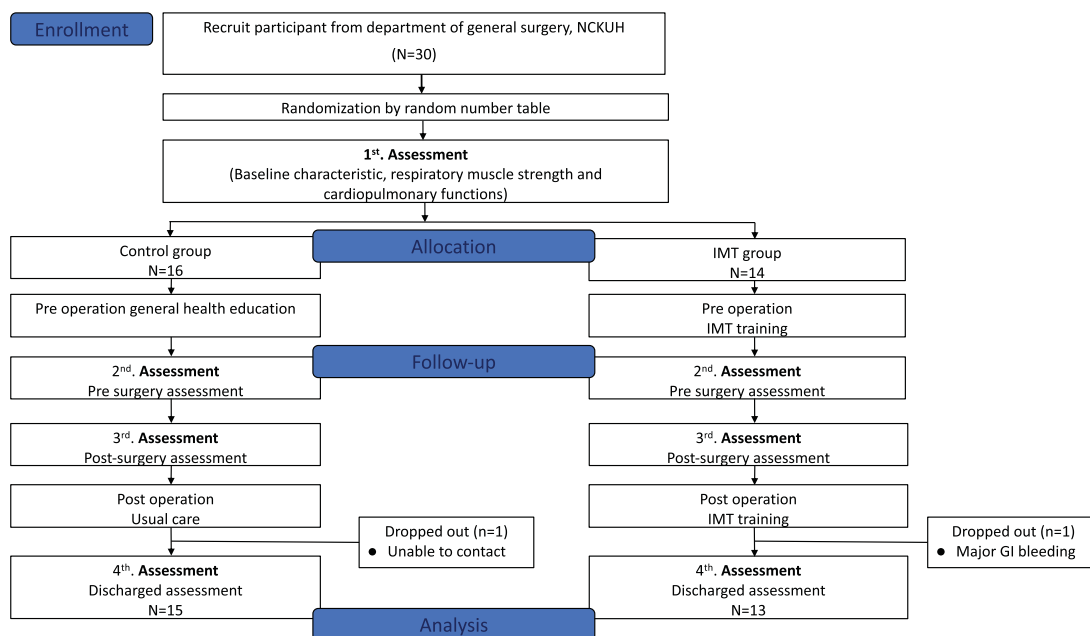 Enrollment
Recruit participant from department of general surgery, NCKUH
(N=30)
Randomization by random number table
1st. Assessment
(Baseline characteristic, respiratory muscle strength and
cardiopulmonary functions)
Allocation
Control group
N=16
IMT group
N=14
Pre operation general health education
Pre operation
IMT training
Follow-up
2nd. Assessment
Pre surgery assessment
2nd. Assessment
Pre surgery assessment
3rd. Assessment
Post-surgery assessment
3rd. Assessment
Post-surgery assessment
Post operation
Usual care
Post operation
IMT training
Dropped out (n=1)
● Unable to contact
Dropped out (n=1)
● Major GI bleeding
4th. Assessment
Discharged assessment
N=15
4th. Assessment
Discharged assessment
N=13
Analysis